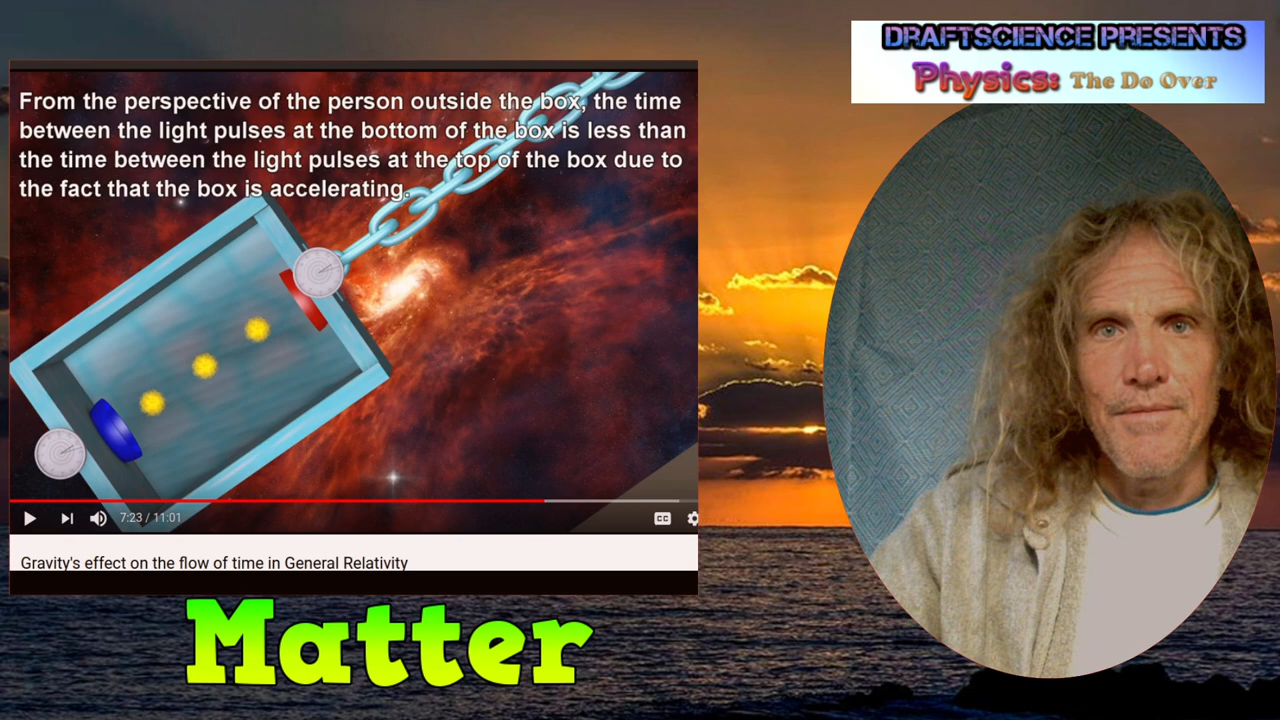 DRAFTSCIENCE PRESENTS
Physics: The Do Over
From the perspective of the person outside the box, the time
between the light pulses at the bottom of the box is less than
the time between the light pulses at the top of the box due to
the fact that the box is accelerating.
7:23 / 11:01
CC
Gravity's effect on the flow of time in General Relativity
Matter